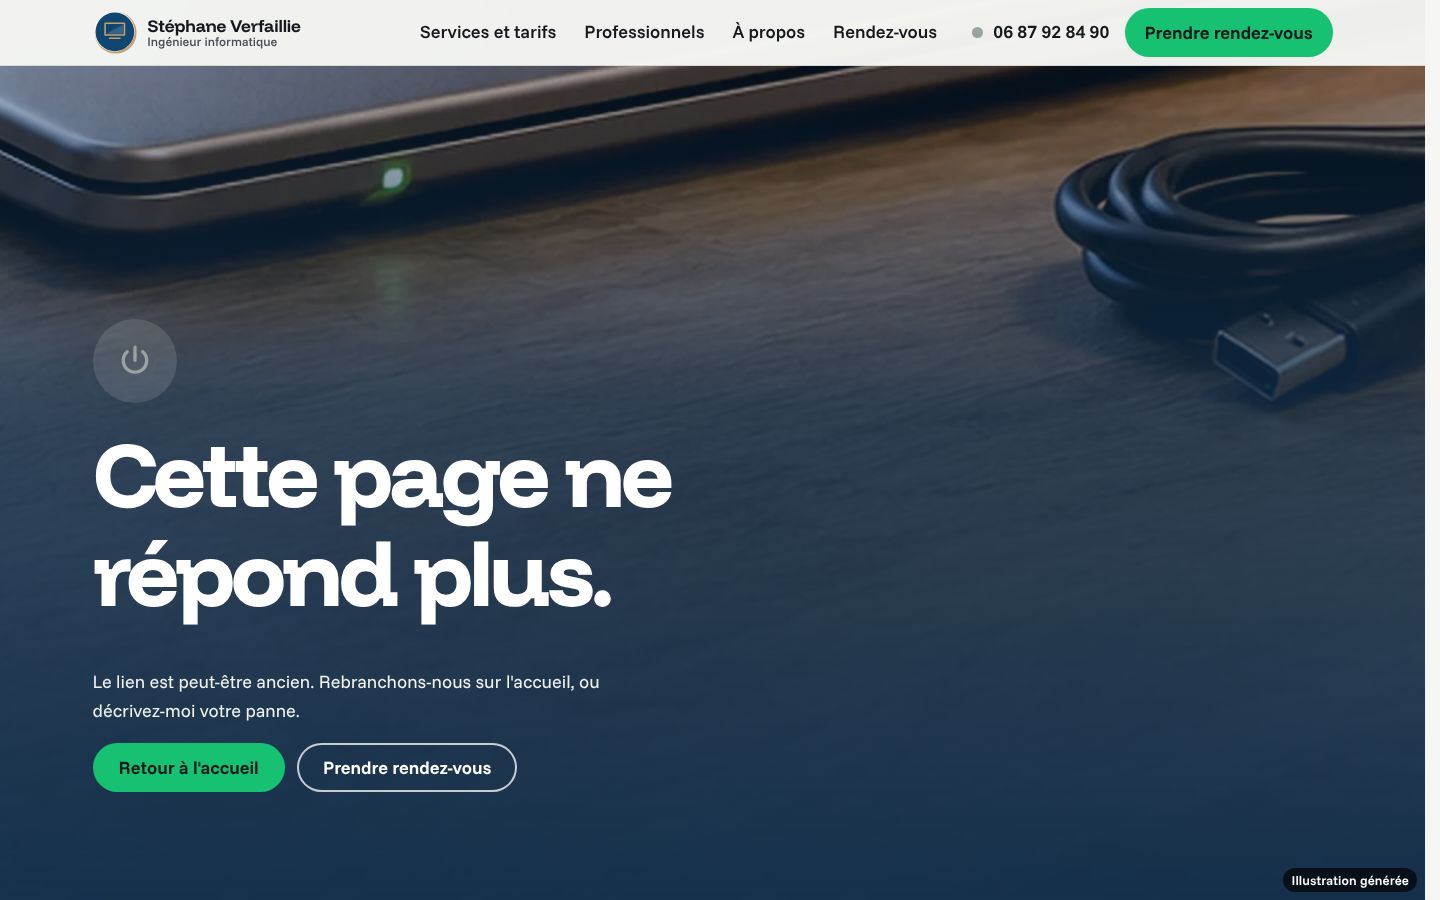 Stéphane Verfaillie
Ingénieur informatique
Services et tarifs
Professionnels
À propos
Rendez-vous
06 87 92 84 90
Prendre rendez-vous
Cette page ne
répond plus.
Le lien est peut-être ancien. Rebranchons-nous sur l'accueil, ou
décrivez-moi votre panne.
Retour à l'accueil
Prendre rendez-vous
Illustration générée